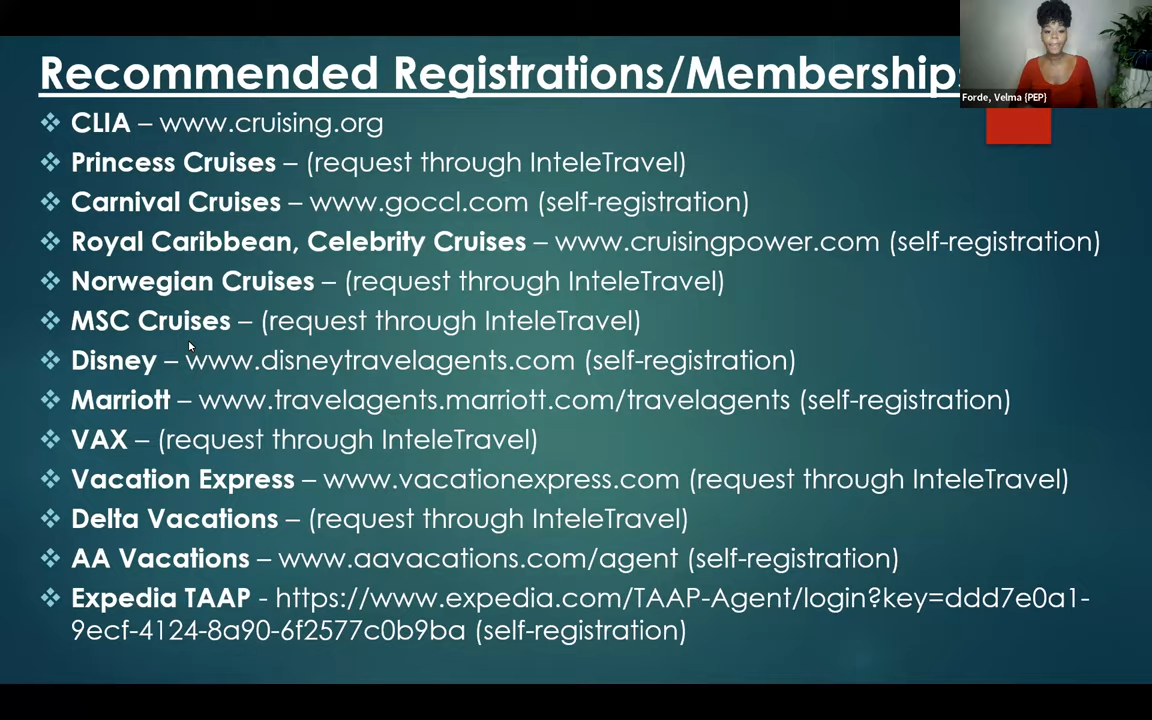 Recommended Registrations/Memberships
Forde, Velma {PEP}
❖ CLIA – www.cruising.org
❖ Princess Cruises – (request through InteleTravel)
❖ Carnival Cruises – www.goccl.com (self-registration)
❖ Royal Caribbean, Celebrity Cruises – www.cruisingpower.com (self-registration)
❖ Norwegian Cruises – (request through InteleTravel)
❖ MSC Cruises – (request through InteleTravel)
❖ Disney – www.disneytravelagents.com (self-registration)
❖ Marriott – www.travelagents.marriott.com/travelagents (self-registration)
❖ VAX – (request through InteleTravel)
❖ Vacation Express – www.vacationexpress.com (request through InteleTravel)
❖ Delta Vacations – (request through InteleTravel)
❖ AA Vacations – www.aavacations.com/agent (self-registration)
❖ Expedia TAAP - https://www.expedia.com/TAAP-Agent/login?key=ddd7e0a1-
9ecf-4124-8a90-6f2577c0b9ba (self-registration)